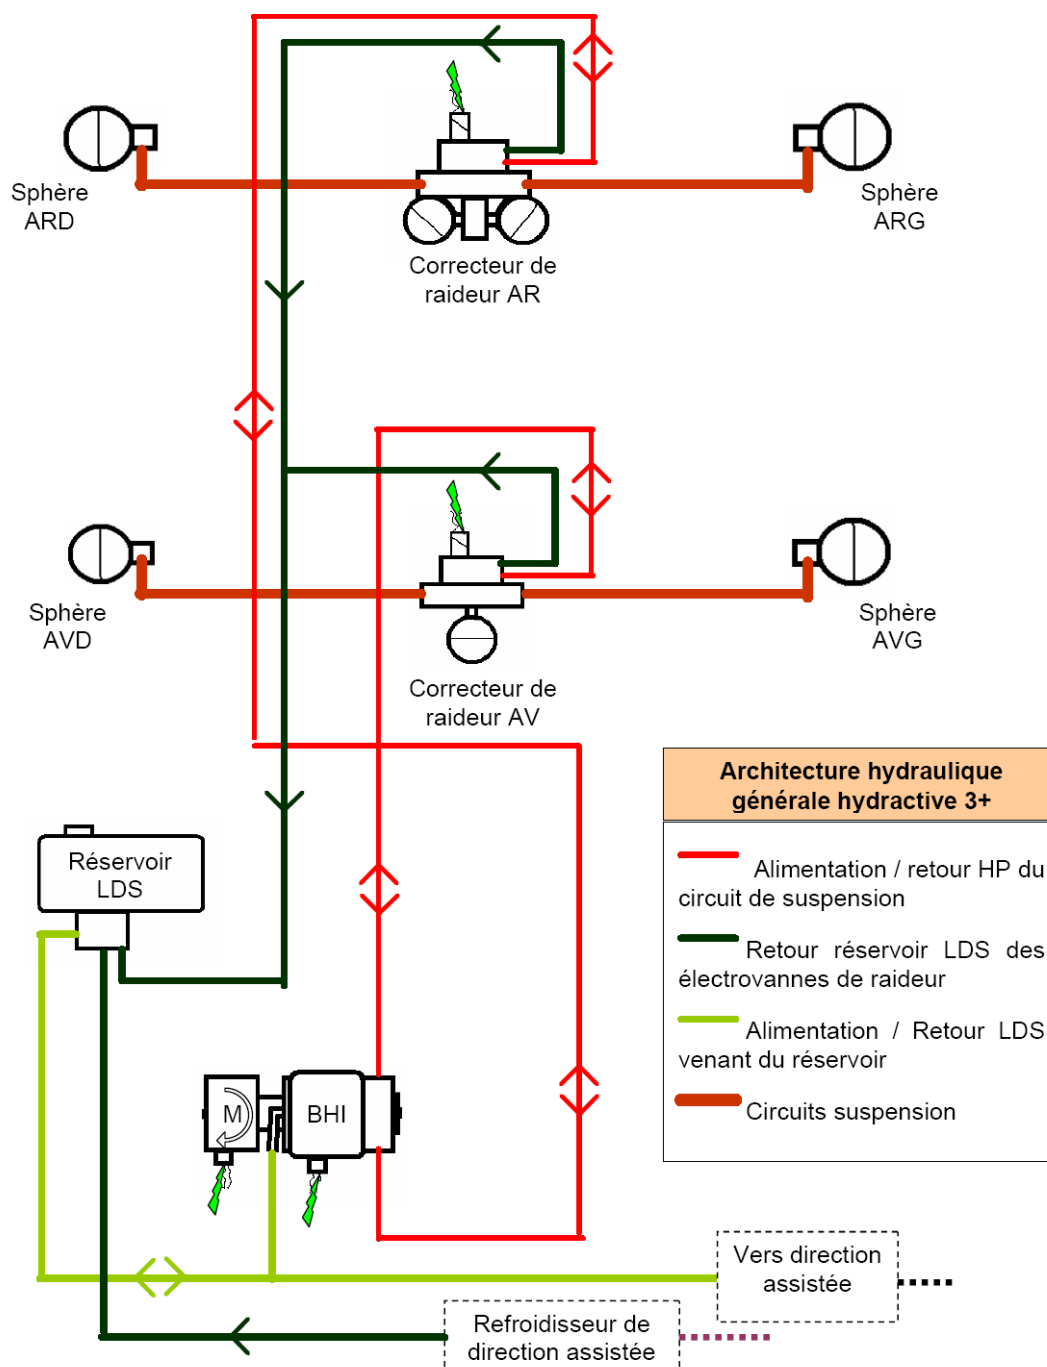 Sphère
ARD
Sphère
ARG
Correcteur de
raideur AR
Sphère
AVD
Sphère
AVG
Correcteur de
raideur AV
Architecture hydraulique
générale hydractive 3+
Alimentation / retour HP du
circuit de suspension
Retour réservoir LDS des
électrovannes de raideur
Alimentation / Retour LDS
venant du réservoir
Circuits suspension
Réservoir
LDS
M
BHI
Vers direction
assistée
Refroidisseur de
direction assistée